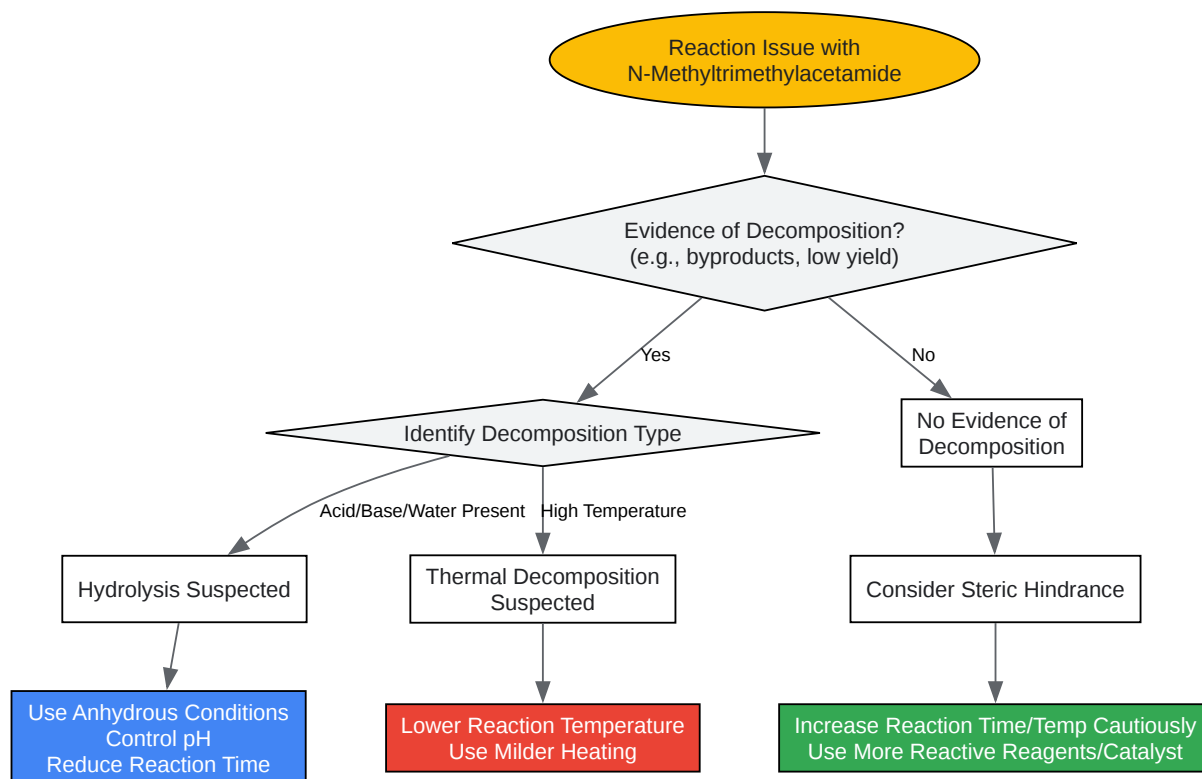 Reaction Issue with
N-Methyltrimethylacetamide
Evidence of Decomposition?
(e.g., byproducts, low yield)
Yes
No
Identify Decomposition Type
No Evidence of
Decomposition
Acid/Base/Water Present
High Temperature
Hydrolysis Suspected
Thermal Decomposition
Suspected
Consider Steric Hindrance
Use Anhydrous Conditions
Control pH
Reduce Reaction Time
Lower Reaction Temperature
Use Milder Heating
Increase Reaction Time/Temp Cautiously
Use More Reactive Reagents/Catalyst